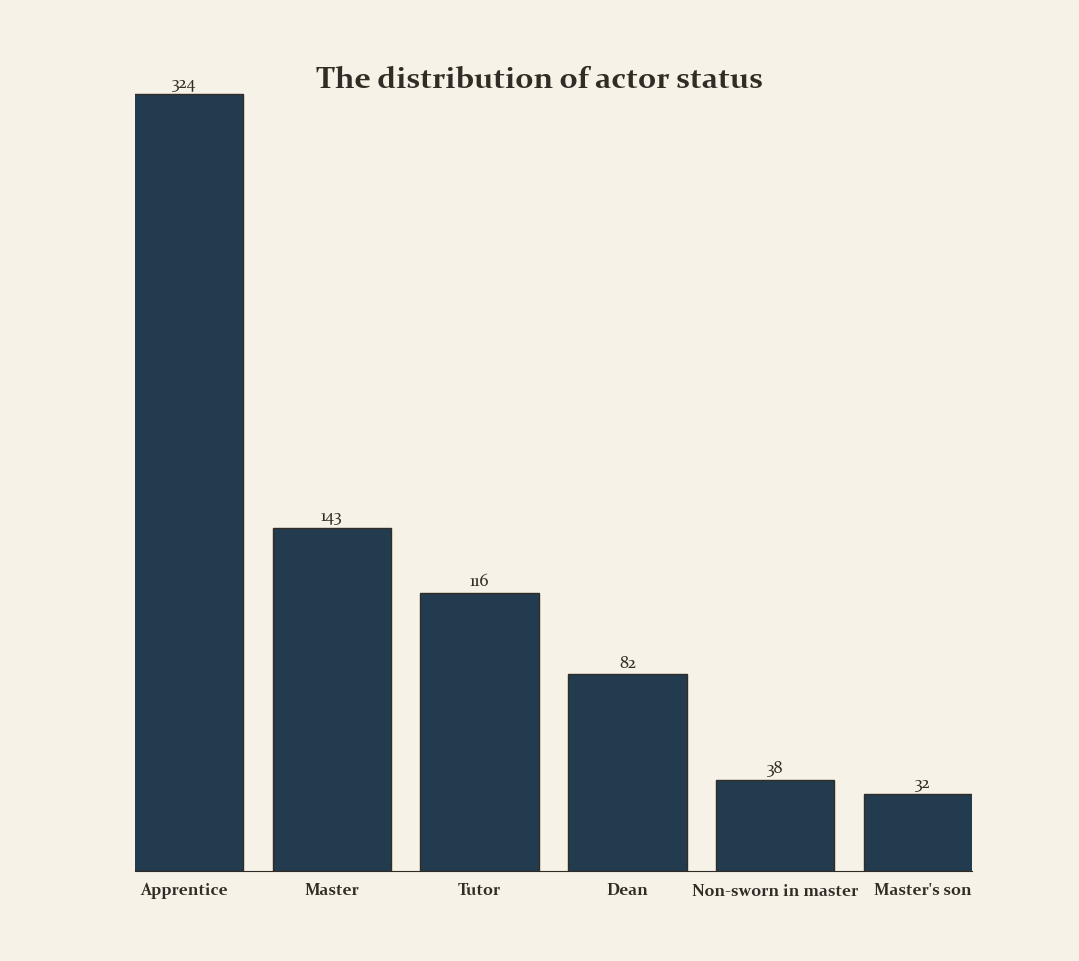 The distribution of actor status
324
143
116
82
38
32
Apprentice
Master
Tutor
Dean
Non-sworn in master
Master's son